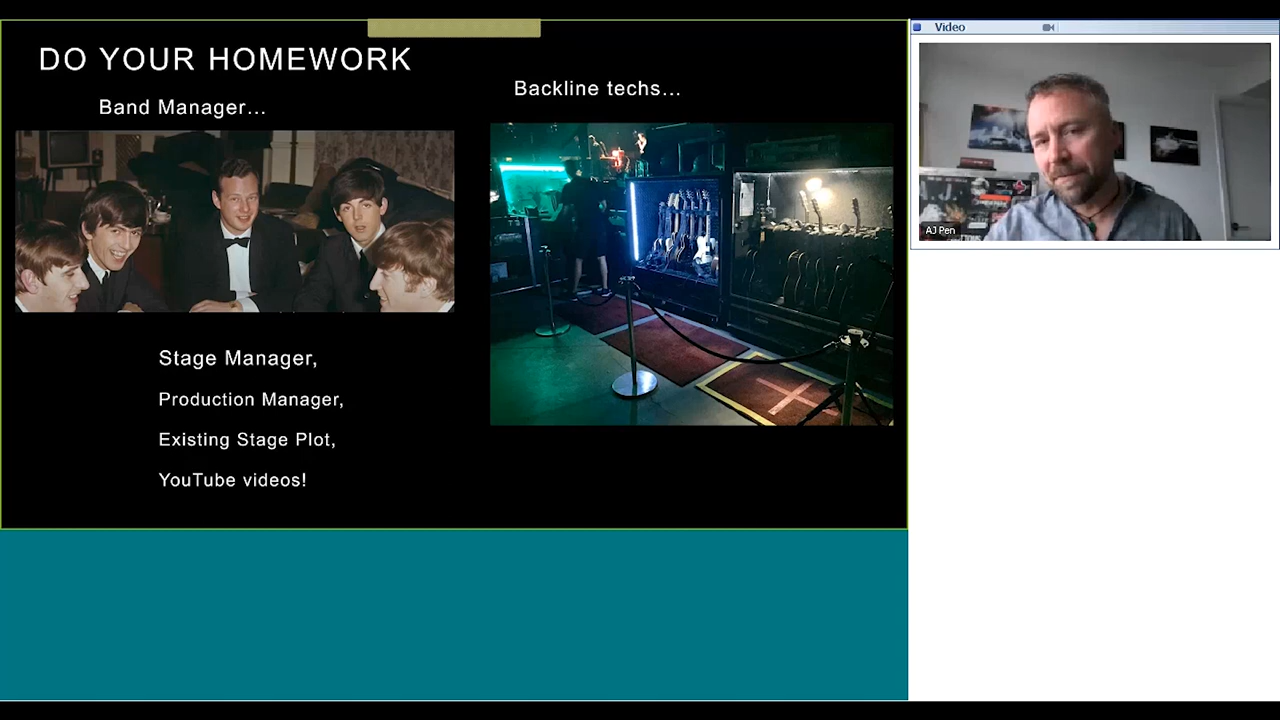 DO YOUR HOMEWORK
Band Manager...
Backline techs...
Stage Manager,
Production Manager,
Existing Stage Plot,
YouTube videos!
Video
AJ Pen